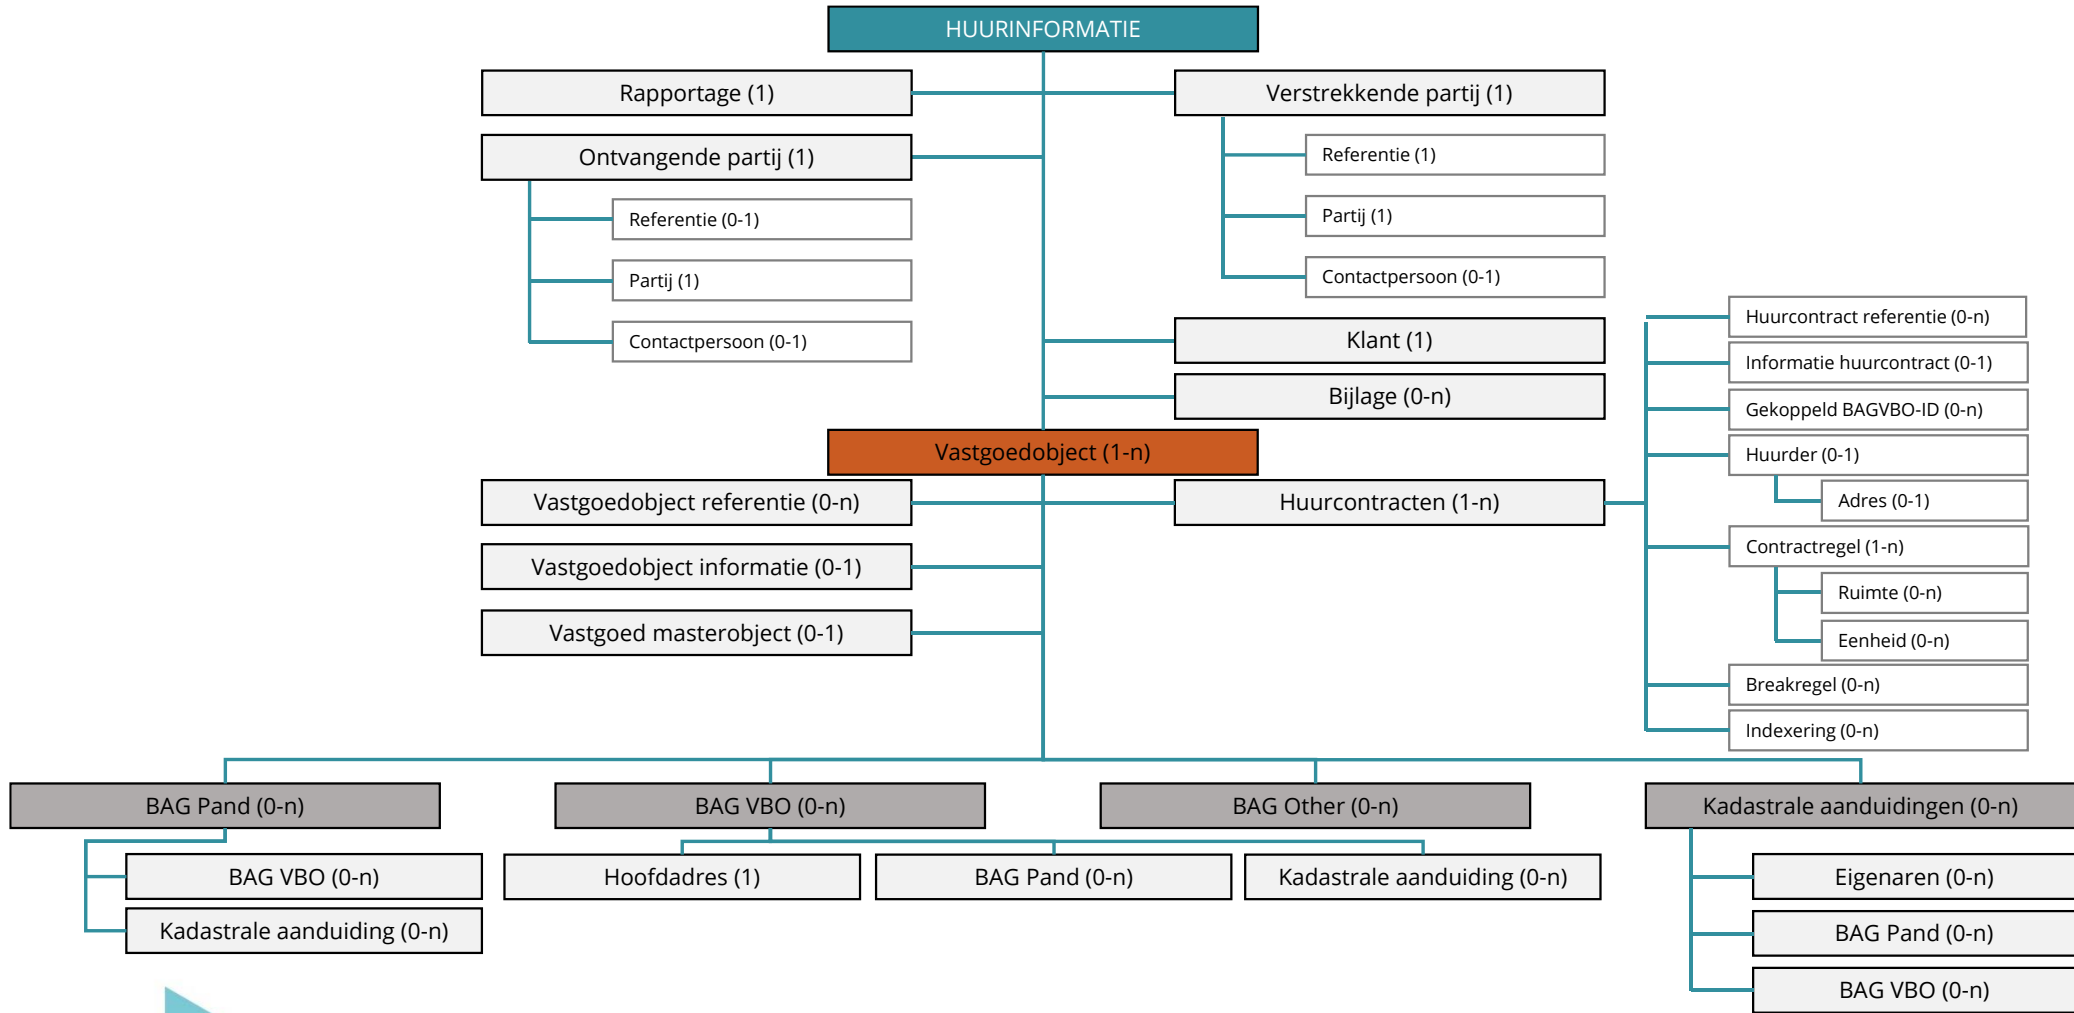 HUURINFORMATIE
Rapportage (1)
Verstrekkende partij (1)
Ontvangende partij (1)
Referentie (1)
Referentie (0-1)
Partij (1)
Partij (1)
Contactpersoon (0-1)
Contactpersoon (0-1)
Klant (1)
Bijlage (0-n)
Vastgoedobject (1-n)
Vastgoedobject referentie (0-n)
Huurcontracten (1-n)
Vastgoedobject informatie (0-1)
Vastgoed masterobject (0-1)
Huurcontract referentie (0-n)
Informatie huurcontract (0-1)
Gekoppeld BAGVBO-ID (0-n)
Huurder (0-1)
Adres (0-1)
Contractregel (1-n)
Ruimte (0-n)
Eenheid (0-n)
Breakregel (0-n)
Indexering (0-n)
BAG Pand (0-n)
BAG VBO (0-n)
BAG Other (0-n)
Kadastrale aanduidingen (0-n)
BAG VBO (0-n)
Kadastrale aanduiding (0-n)
Hoofdadres (1)
BAG Pand (0-n)
Kadastrale aanduiding (0-n)
Eigenaren (0-n)
BAG Pand (0-n)
BAG VBO (0-n)